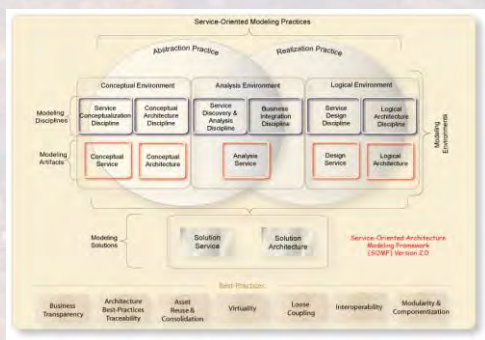 Service-Oriented Modeling Practices
Abstraction Practice
Realization Practice
Conceptual Environment
Analysis Environment
Logical Environment
Modeling
Disciplines
Service
Conceptualization
Discipline
Conceptual
Architecture
Discipline
Service
Discovery &
Analysis
Discipline
Business
Integration
Discipline
Service
Design
Discipline
Logical
Architecture
Discipline
Modeling
Environments
Modeling
Artifacts
Conceptual
Service
Conceptual
Architecture
Analysis
Service
Design
Service
Logical
Architecture
Modeling
Solutions
Solution
Service
Solution
Architecture
Service-Oriented Architecture
Modeling Framework
(SOMF) Version 2.0
Best-Practices
Business
Transparency
Architecture
Best-Practices
Traceability
Asset
Reuse &
Consolidation
Virtuality
Loose
Coupling
Interoperability
Modularity &
Componentization